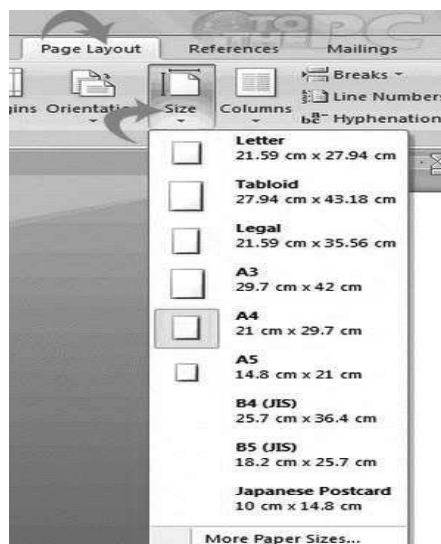 Page Layout References Mailings
gins Orientatio Size Columns Breaks
Line Number
Hyphenation
Letter
21.59 cm x 27.94 cm
Tabloid
27.94 cm x 43.18 cm
Legal
21.59 cm x 35.56 cm
A3
29.7 cm x 42 cm
A4
21 cm x 29.7 cm
A5
14.8 cm x 21 cm
B4 (JIS)
25.7 cm x 36.4 cm
B5 (JIS)
18.2 cm x 25.7 cm
Japanese Postcard
10 cm x 14.8 cm
More Paper Sizes...